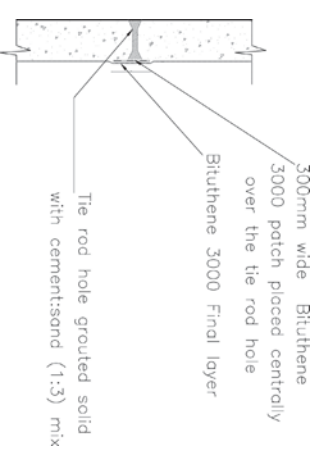 300mm wide Bituthene
3000 patch placed centrally
over the tie rod hole
Bituthene 3000 Final layer
Tie rod hole grouted solid
with cement:sand (1:3) mix